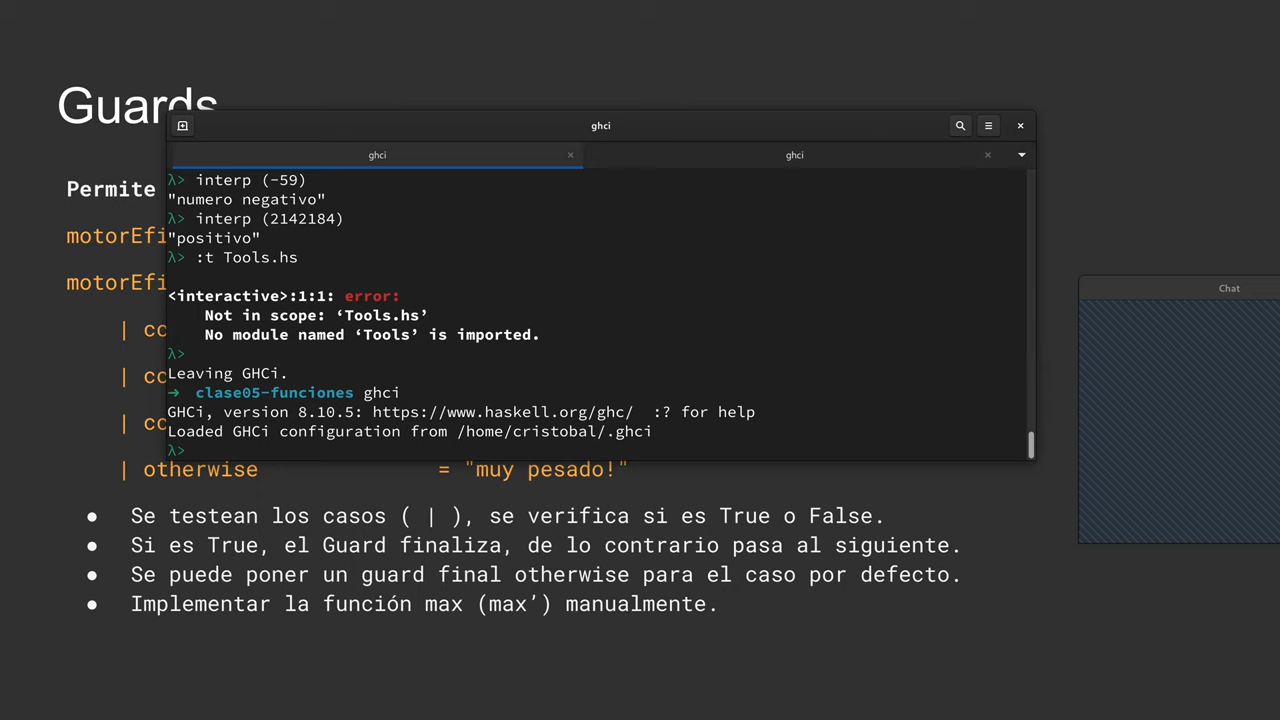 Guards
ghci
ghci
ghci
λ> interp (-59)
"numero negativo"
λ> interp (2142184)
"positivo"
λ> :t Tools.hs
<interactive>:1:1: error:
Not in scope: ‘Tools.hs’
No module named ‘Tools’ is imported.
λ>
Leaving GHCi.
→ clase05-funciones ghci
GHCi, version 8.10.5: https://www.haskell.org/ghc/ :? for help
Loaded GHCi configuration from /home/cristobal/.ghci
λ>
Permite
motorEfi
motorEfi
| co
| co
| co
| otherwise = "muy pesado!"
● Se testean los casos ( | ), se verifica si es True o False.
● Si es True, el Guard finaliza, de lo contrario pasa al siguiente.
● Se puede poner un guard final otherwise para el caso por defecto.
● Implementar la función max (max’) manualmente.
Chat